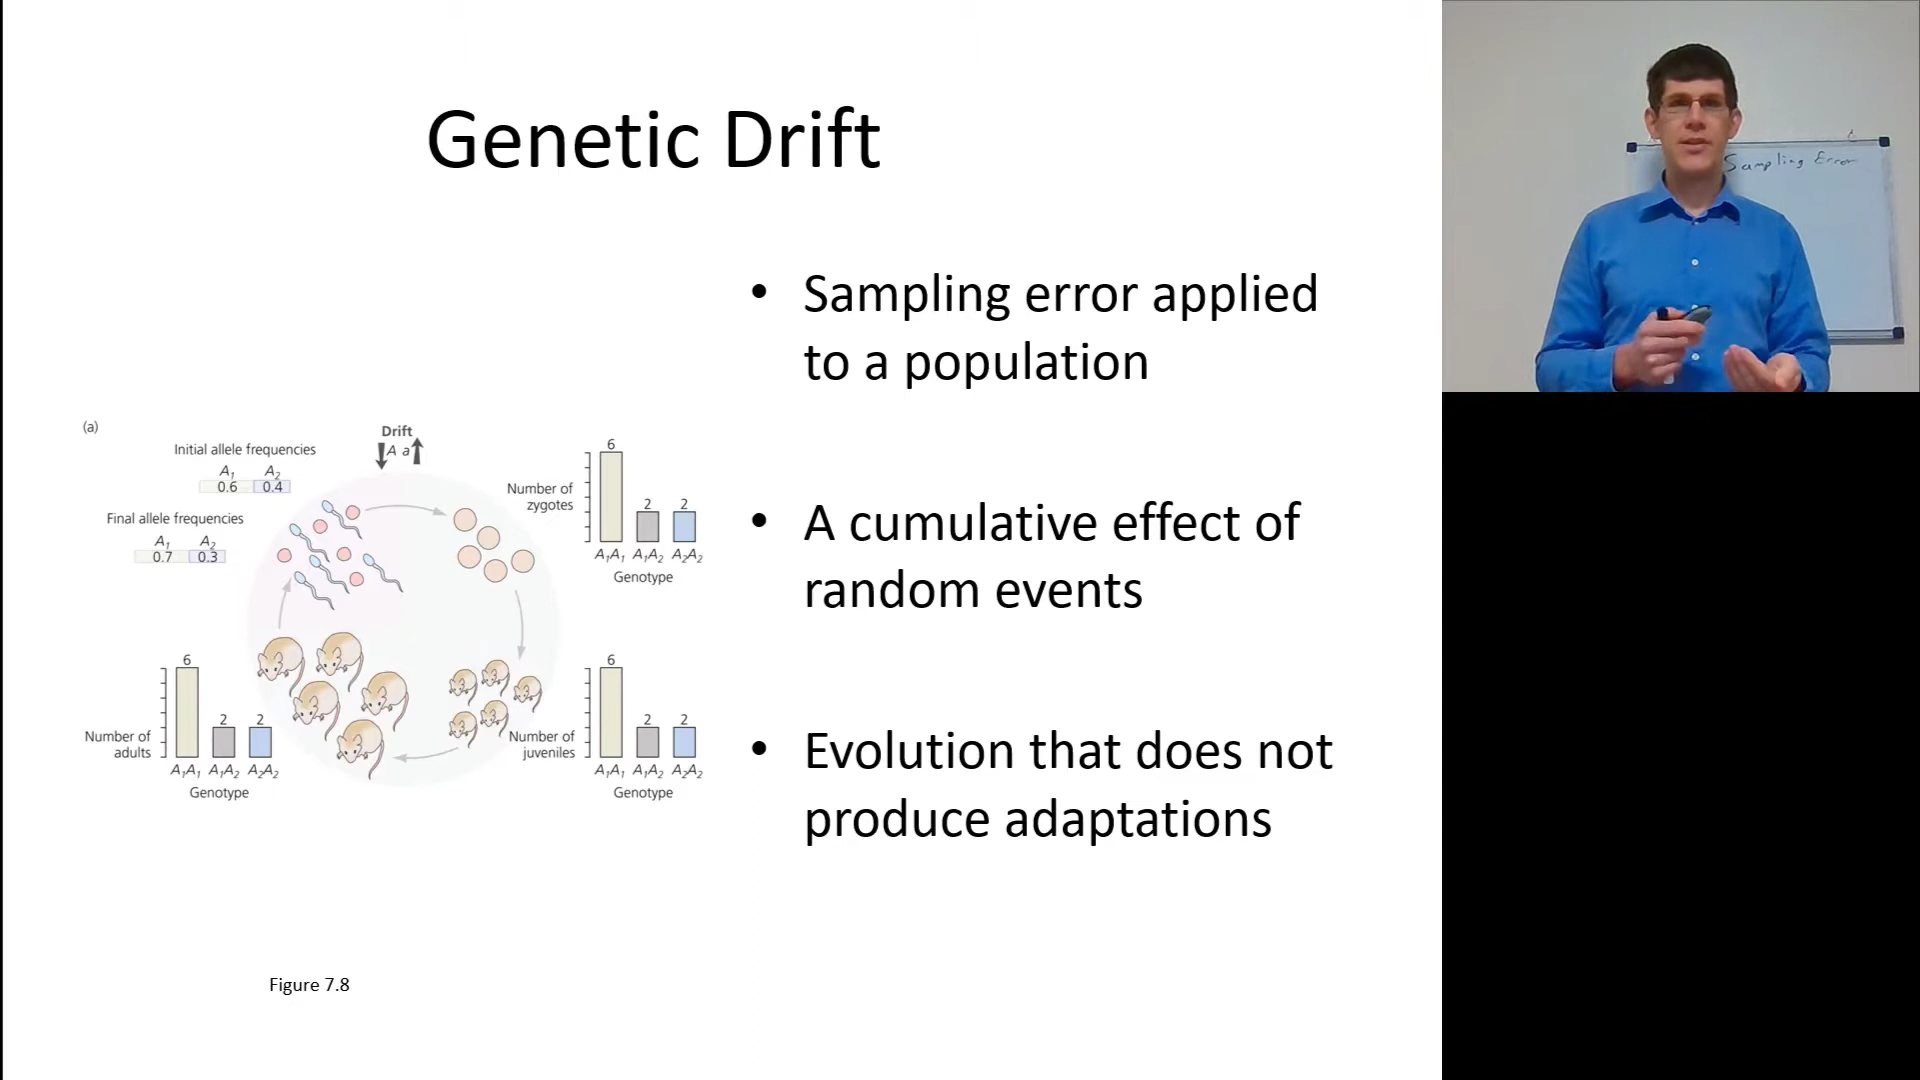 Genetic Drift
Sampling Error
• Sampling error applied
to a population
• A cumulative effect of
random events
• Evolution that does not
produce adaptations
(a)
Drift
A a
Initial allele frequencies
A₁ A₂
0.6 0.4
Final allele frequencies
A₁ A₂
0.7 0.3
Number of
zygotes
6
2 2
A₁A₁ A₁A₂ A₂A₂
Genotype
Number of
adults
6
2 2
A₁A₁ A₁A₂ A₂A₂
Genotype
Number of
juveniles
6
2 2
A₁A₁ A₁A₂ A₂A₂
Genotype
Figure 7.8